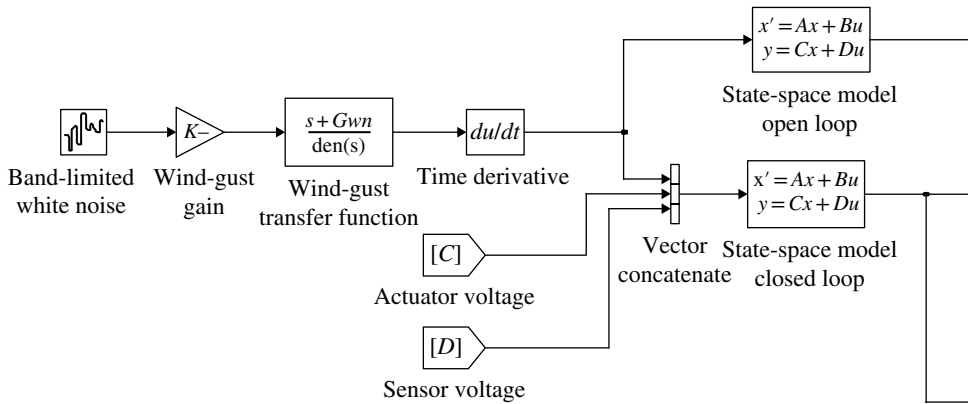 x′ = Ax + Bu
y = Cx + Du
State-space model
open loop
K–
s + Gwn
den(s)
du/dt
Band-limited
white noise
Wind-gust
gain
Wind-gust
transfer function
Time derivative
x′ = Ax + Bu
y = Cx + Du
State-space model
closed loop
Vector
concatenate
[C]
Actuator voltage
[D]
Sensor voltage